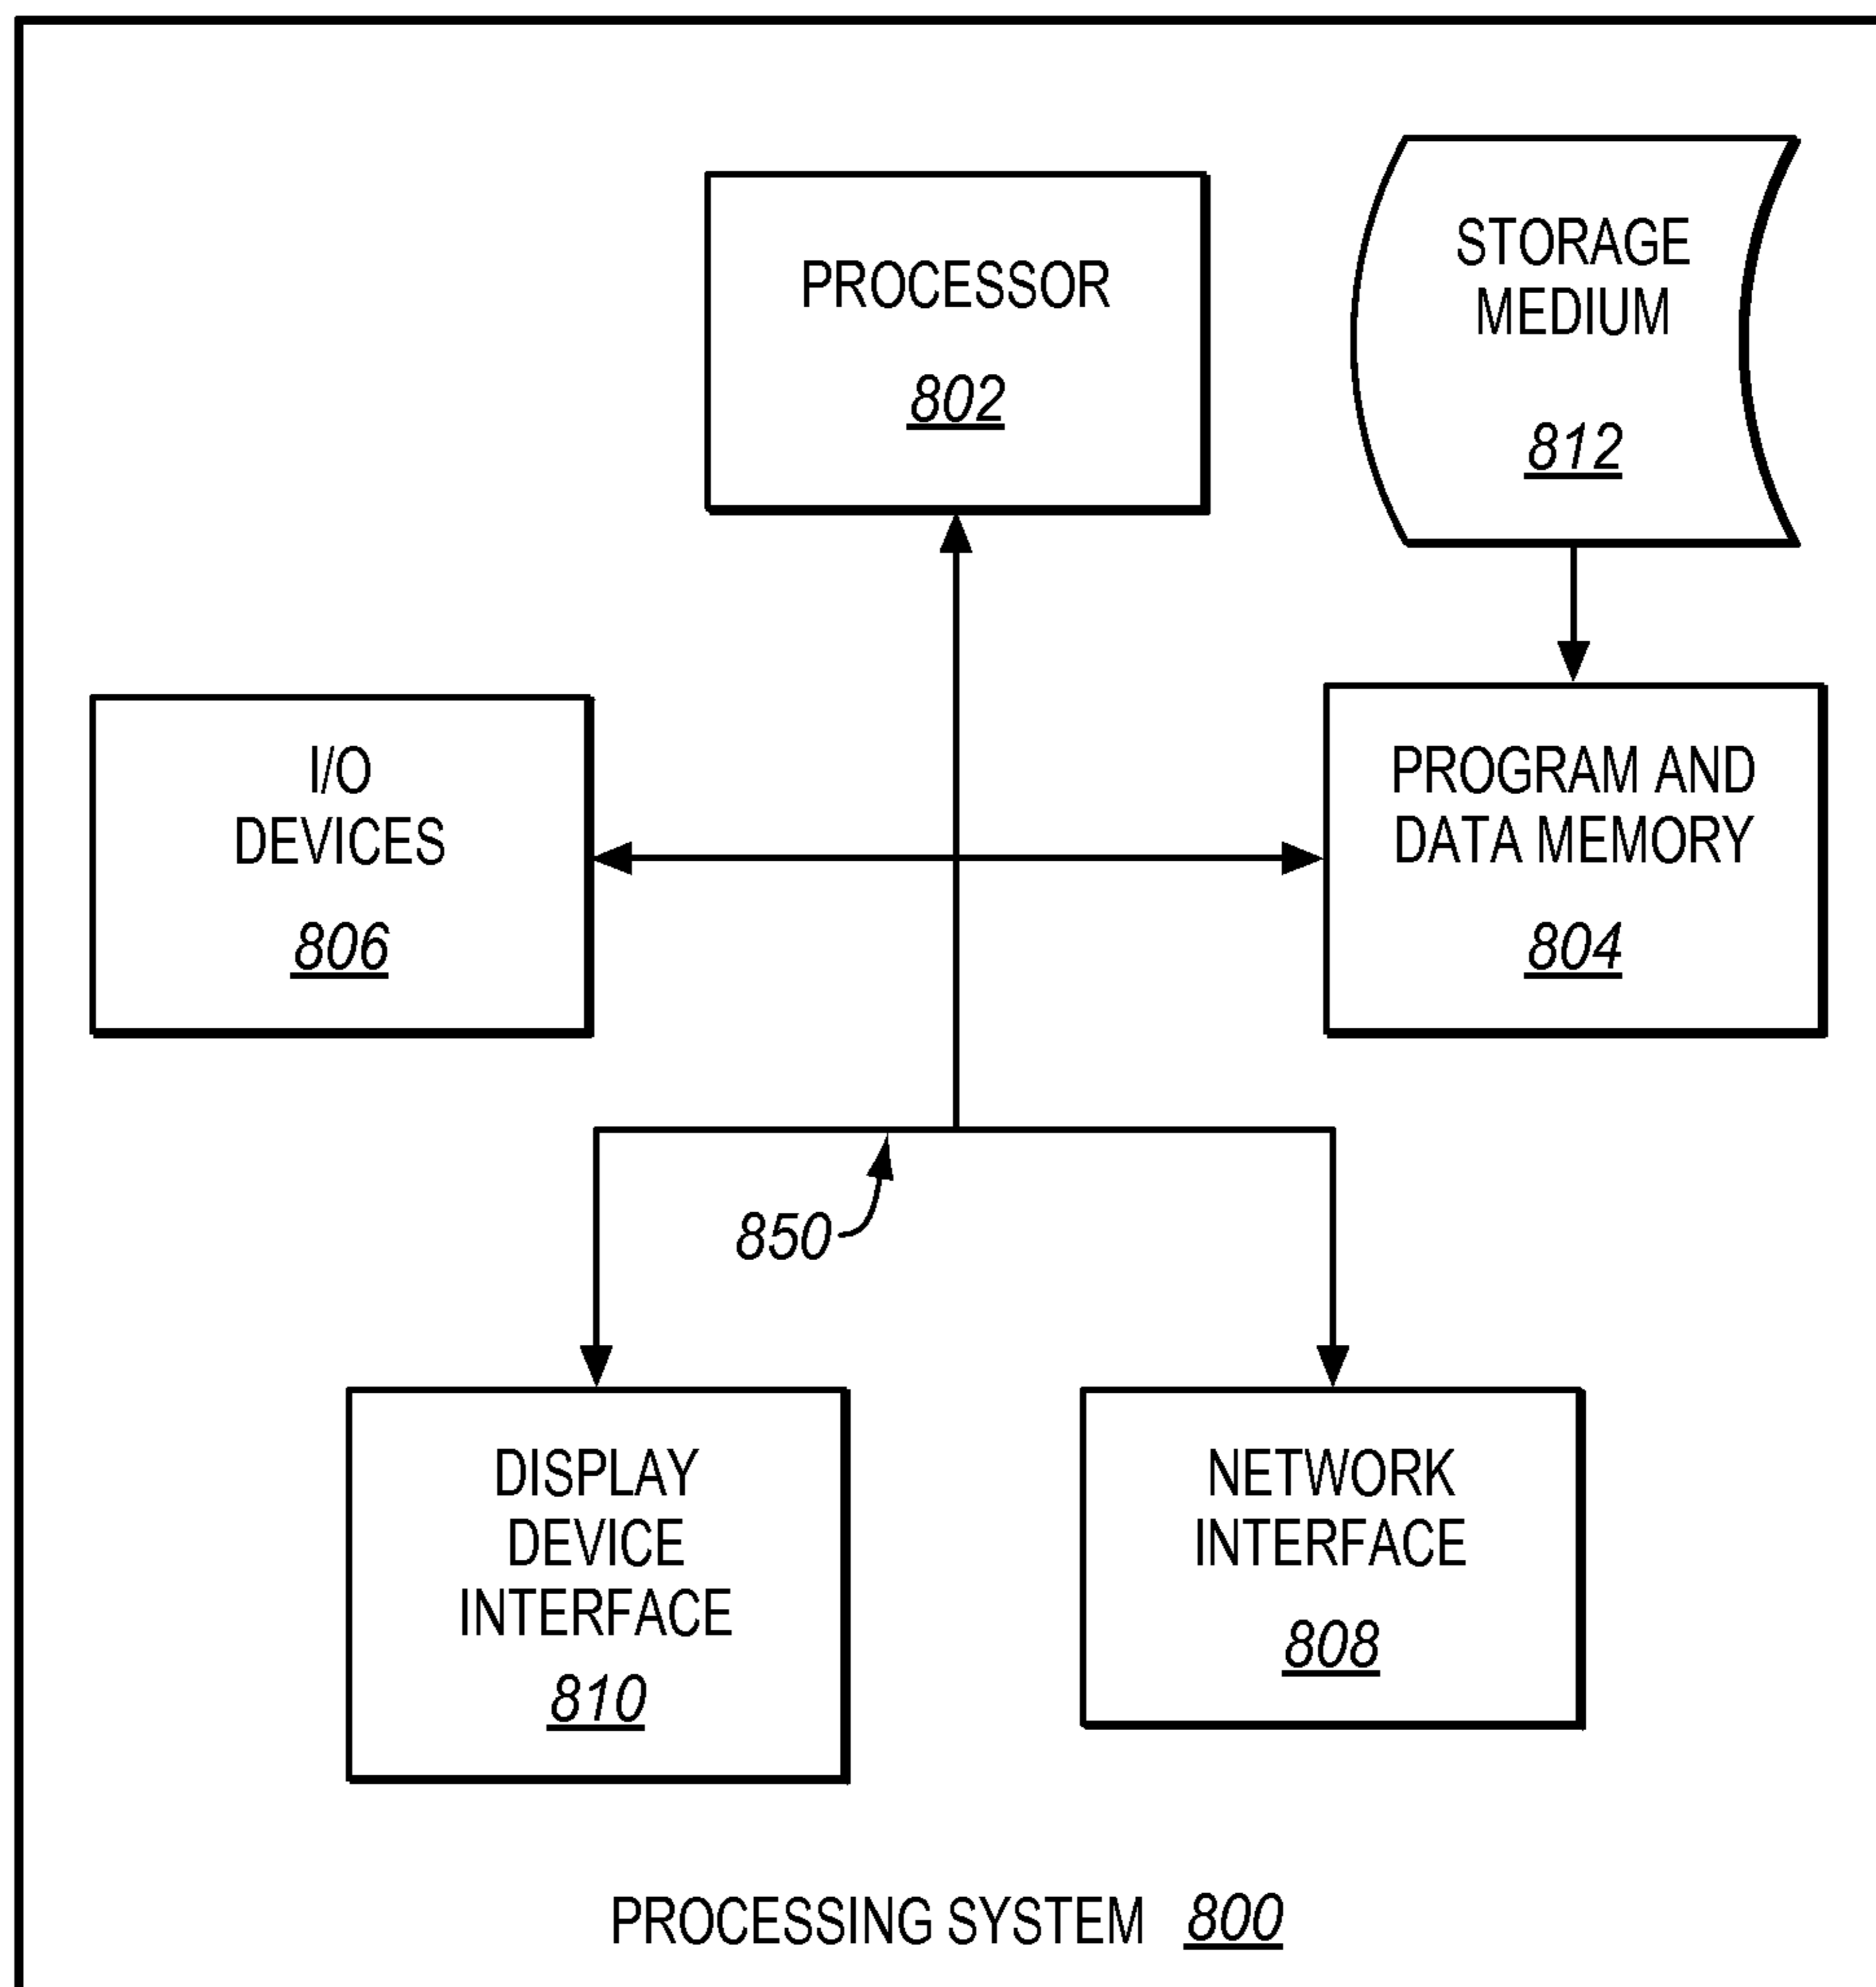 PROCESSOR
802
STORAGE
MEDIUM
812
I/O
DEVICES
806
PROGRAM AND
DATA MEMORY
804
850
DISPLAY
DEVICE
INTERFACE
810
NETWORK
INTERFACE
808
PROCESSING SYSTEM 800